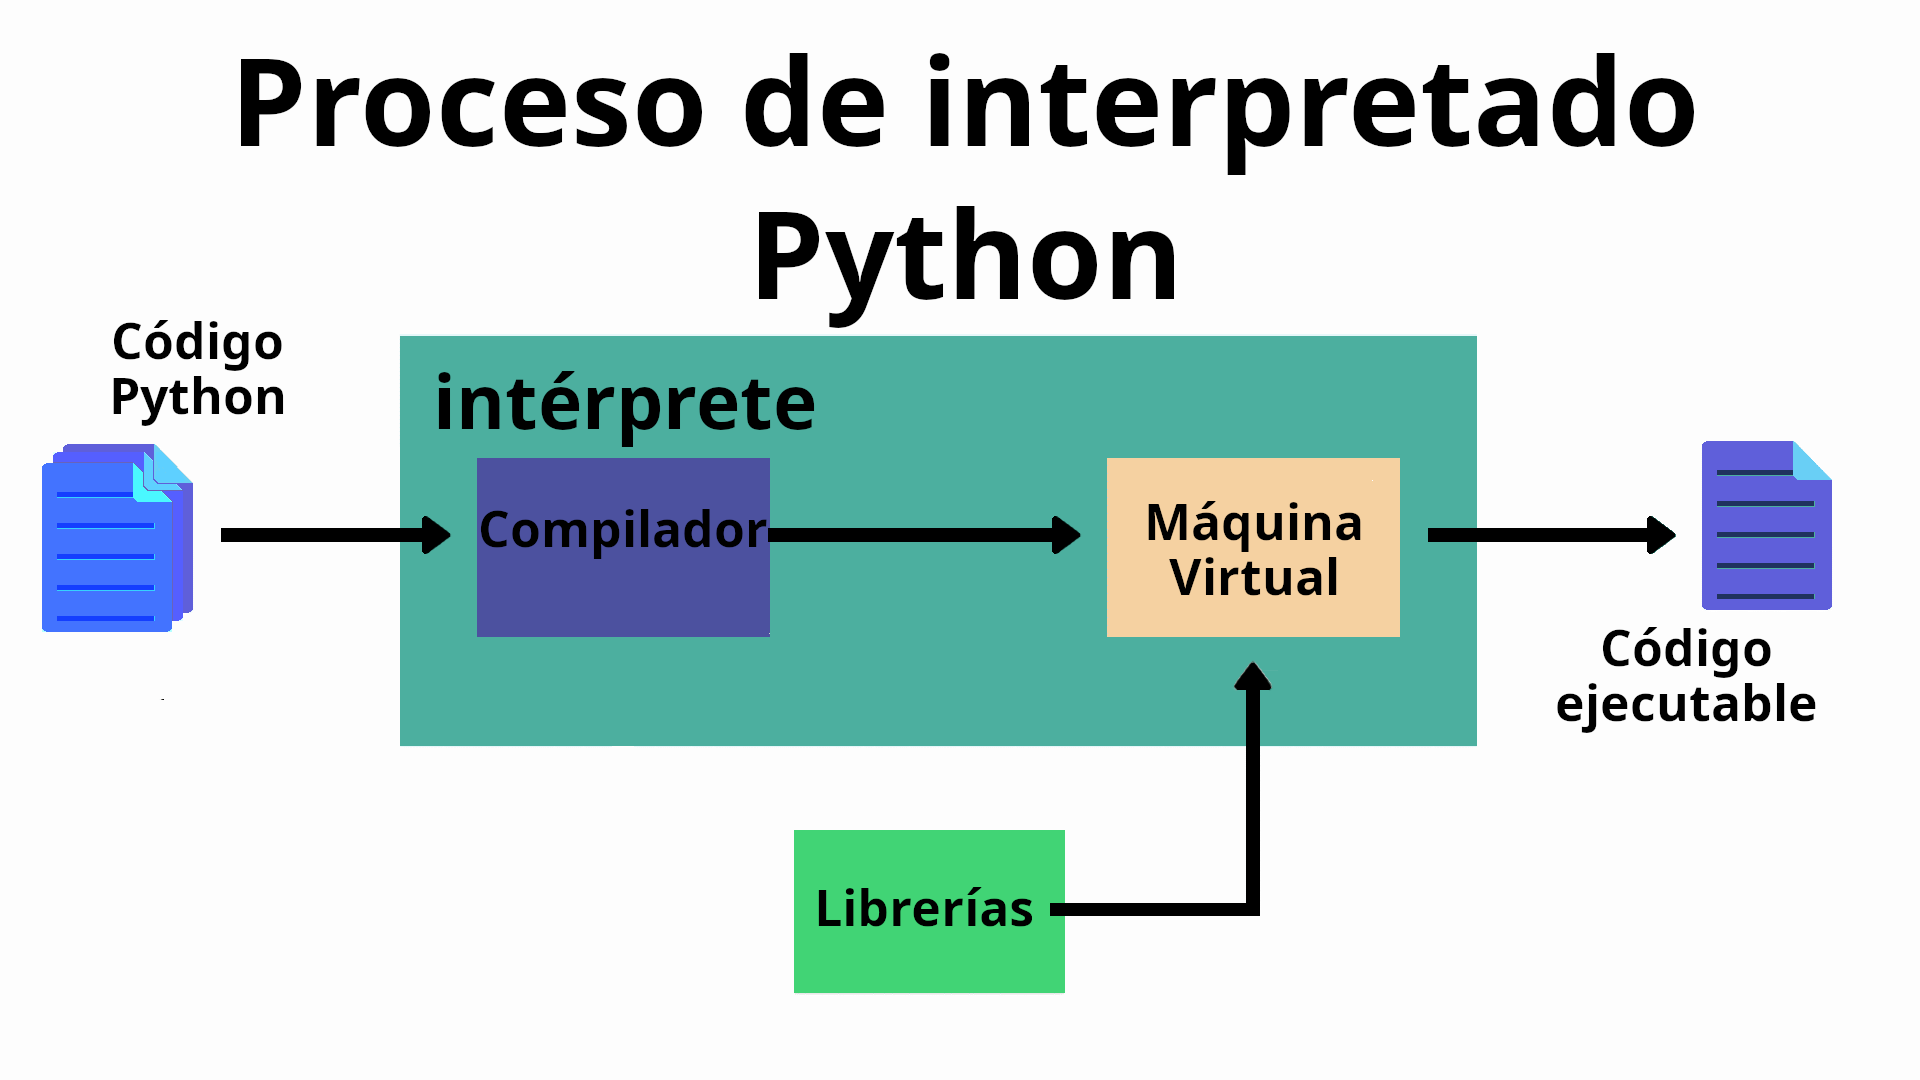 Proceso de interpretado
Python
Código
Python
intérprete
Compilador
Máquina
Virtual
Código
ejecutable
Librerías